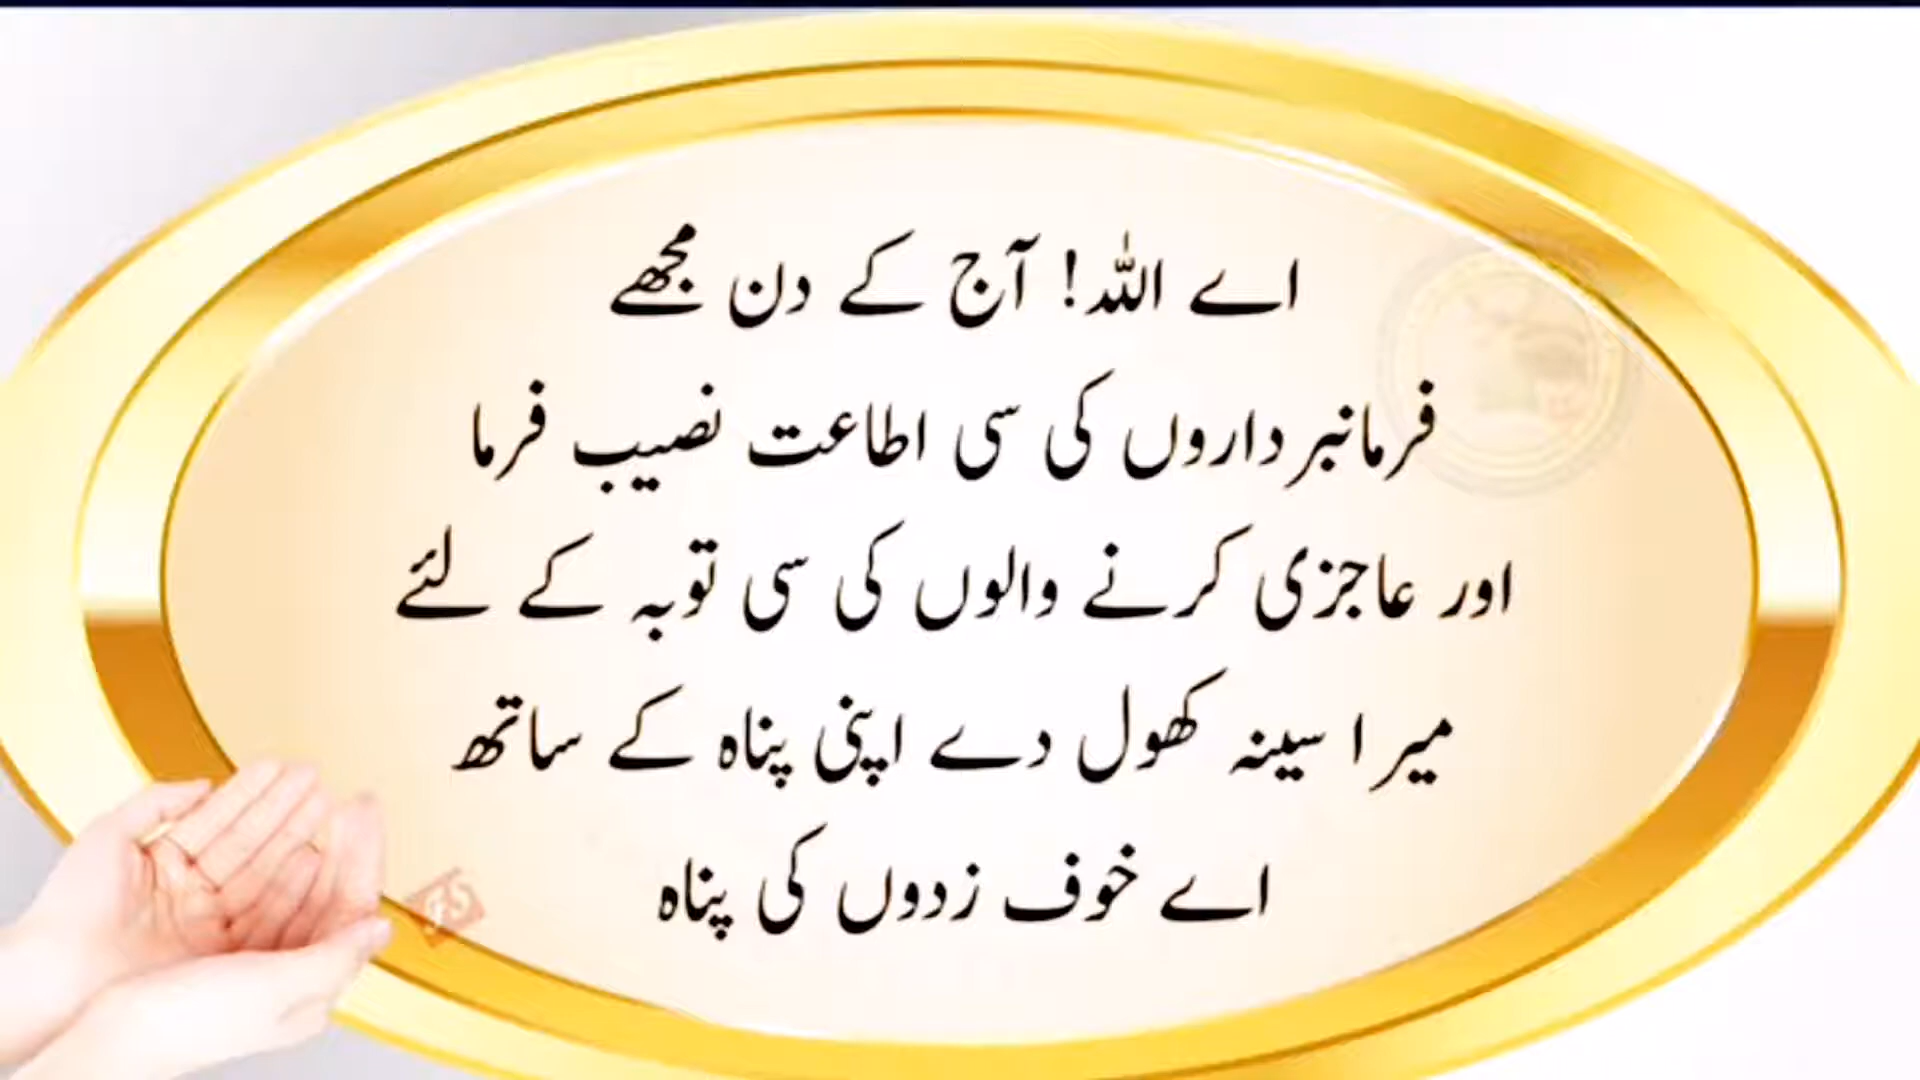 اے اللہ! آج کے دن مجھے
فرمانبرداروں کی سی اطاعت نصیب فرما
اور عاجزی کرنے والوں کی سی توبہ کے لئے
میرا سینہ کھول دے اپنی پناہ کے ساتھ
اے خوف زدوں کی پناہ